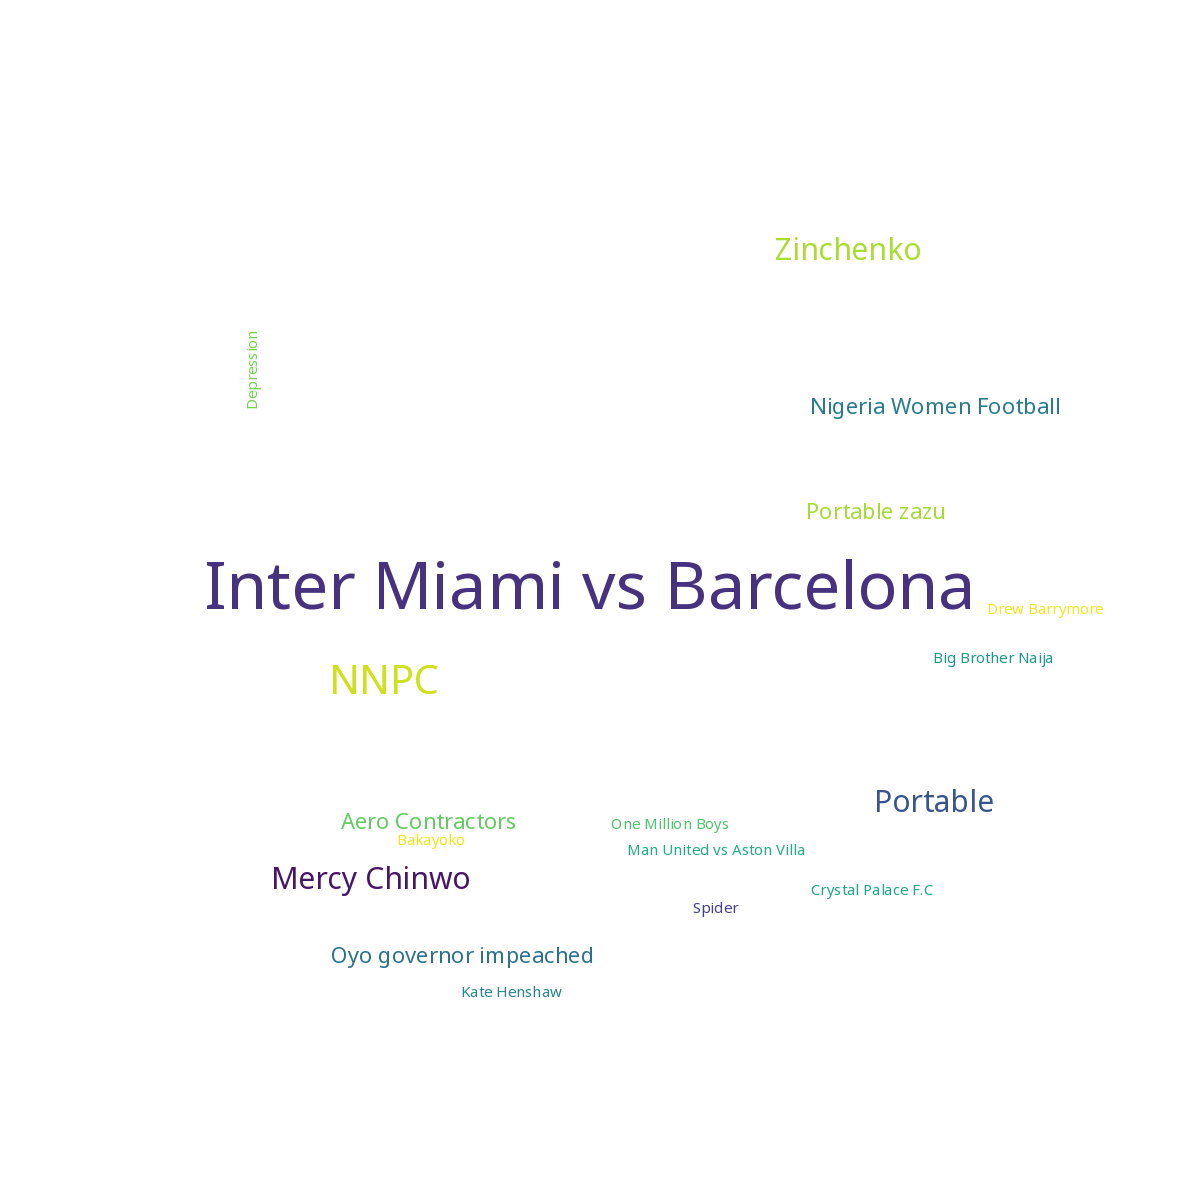 Zinchenko
Depression
Nigeria Women Football
Portable zazu
Inter Miami vs Barcelona
Drew Barrymore
Big Brother Naija
NNPC
Portable
Aero Contractors
One Million Boys
Bakayoko
Man United vs Aston Villa
Mercy Chinwo
Crystal Palace F.C
Spider
Oyo governor impeached
Kate Henshaw